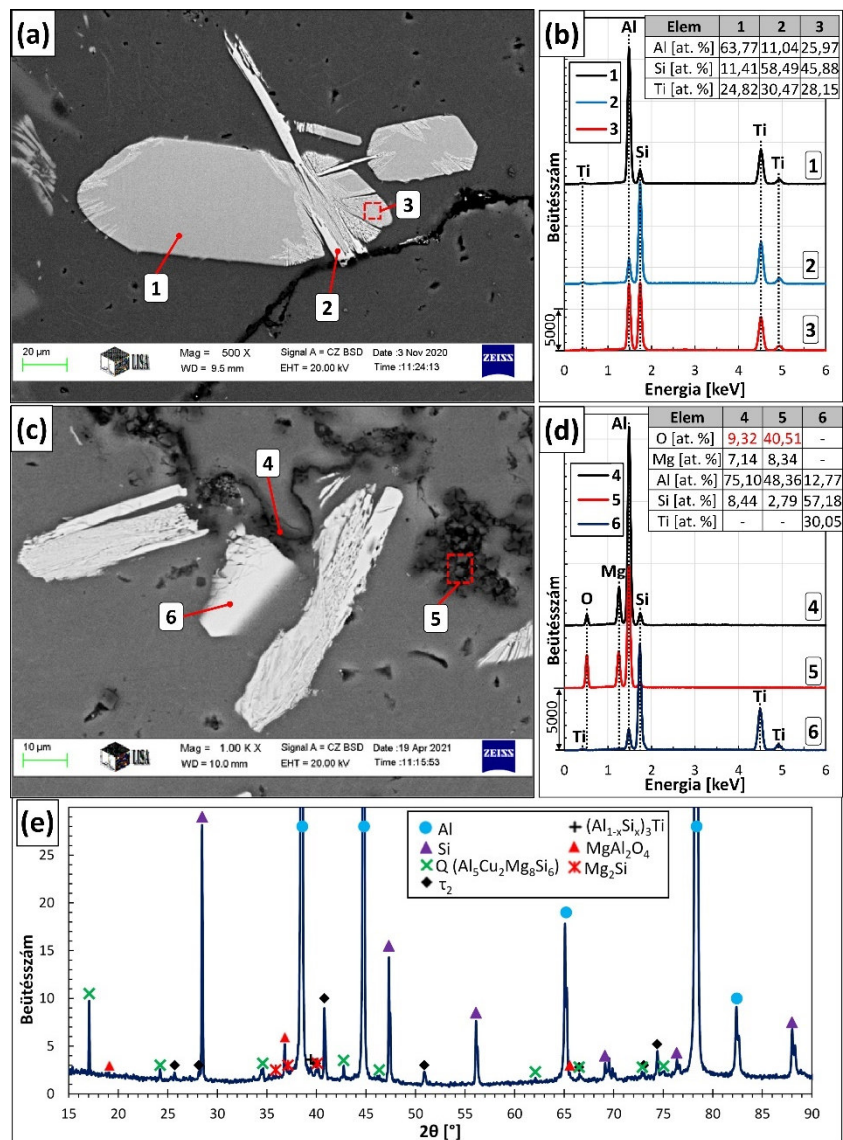 (a)
1
2
3
20 µm
LISA
Mag = 500 X
WD = 9.5 mm
Signal A = CZ BSD
EHT = 20.00 kV
Date :3 Nov 2020
Time :11:24:13
ZEISS
(b)
Al
Elem 1 2 3
Al [at. %] 63,77 11,04 25,97
Si [at. %] 11,41 58,49 45,88
Ti [at. %] 24,82 30,47 28,15
1
2
3
Si
Ti
Ti
Ti
1
2
3
Beütésszám
5000
0 1 2 3 4 5 6
Energia [keV]
(c)
4
5
6
10 µm
LISA
Mag = 1.00 K X
WD = 10.0 mm
Signal A = CZ BSD
EHT = 20.00 kV
Date :19 Apr 2021
Time :11:15:53
ZEISS
(d)
Al
Elem 4 5 6
O [at. %] 9,32 40,51 -
Mg [at. %] 7,14 8,34 -
Al [at. %] 75,10 48,36 12,77
Si [at. %] 8,44 2,79 57,18
Ti [at. %] - - 30,05
4
5
6
O
Mg
Si
Ti
Ti
Ti
4
5
6
Beütésszám
5000
0 1 2 3 4 5 6
Energia [keV]
(e)
Al
Si
Q (Al₅Cu₂Mg₈Si₆)
τ₂
(Al₁₋ₓSiₓ)₃Ti
MgAl₂O₄
Mg₂Si
Beütésszám
25
20
15
10
5
0
15 20 25 30 35 40 45 50 55 60 65 70 75 80 85 90
2θ [°]